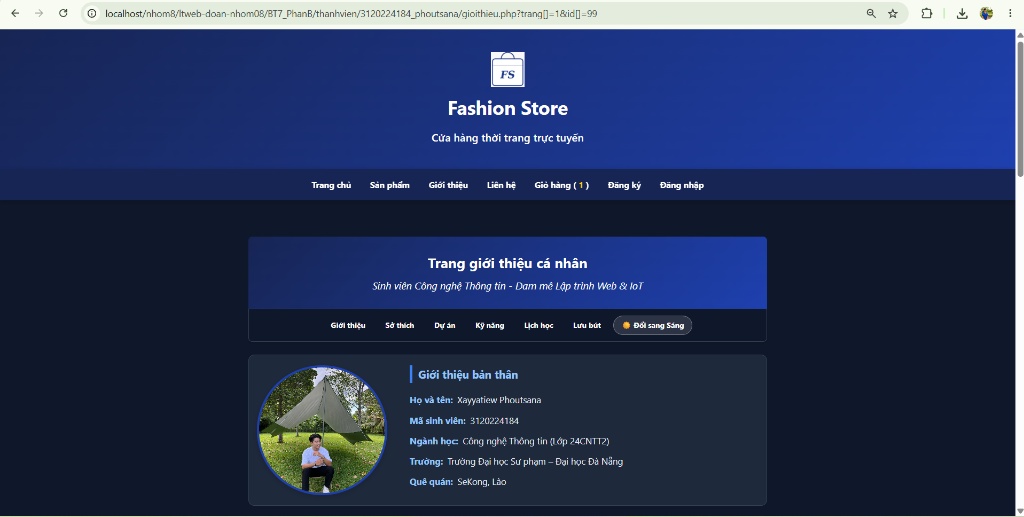 localhost/nhom8/ltweb-doan-nhom08/BT7_PhanB/thanhvien/3120224184_phoutsana/gioithieu.php?trang[]=1&id[]=99
FS
Fashion Store
Cửa hàng thời trang trực tuyến
Trang chủ Sản phẩm Giới thiệu Liên hệ Giỏ hàng ( 1 ) Đăng ký Đăng nhập
Trang giới thiệu cá nhân
Sinh viên Công nghệ Thông tin - Đam mê Lập trình Web & IoT
Giới thiệu Sở thích Dự án Kỹ năng Lịch học Lưu bút Đổi sang Sáng
Giới thiệu bản thân
Họ và tên: Xayyatiew Phoutsana
Mã sinh viên: 3120224184
Ngành học: Công nghệ Thông tin (Lớp 24CNTT2)
Trường: Trường Đại học Sư phạm – Đại học Đà Nẵng
Quê quán: SeKong, Lào